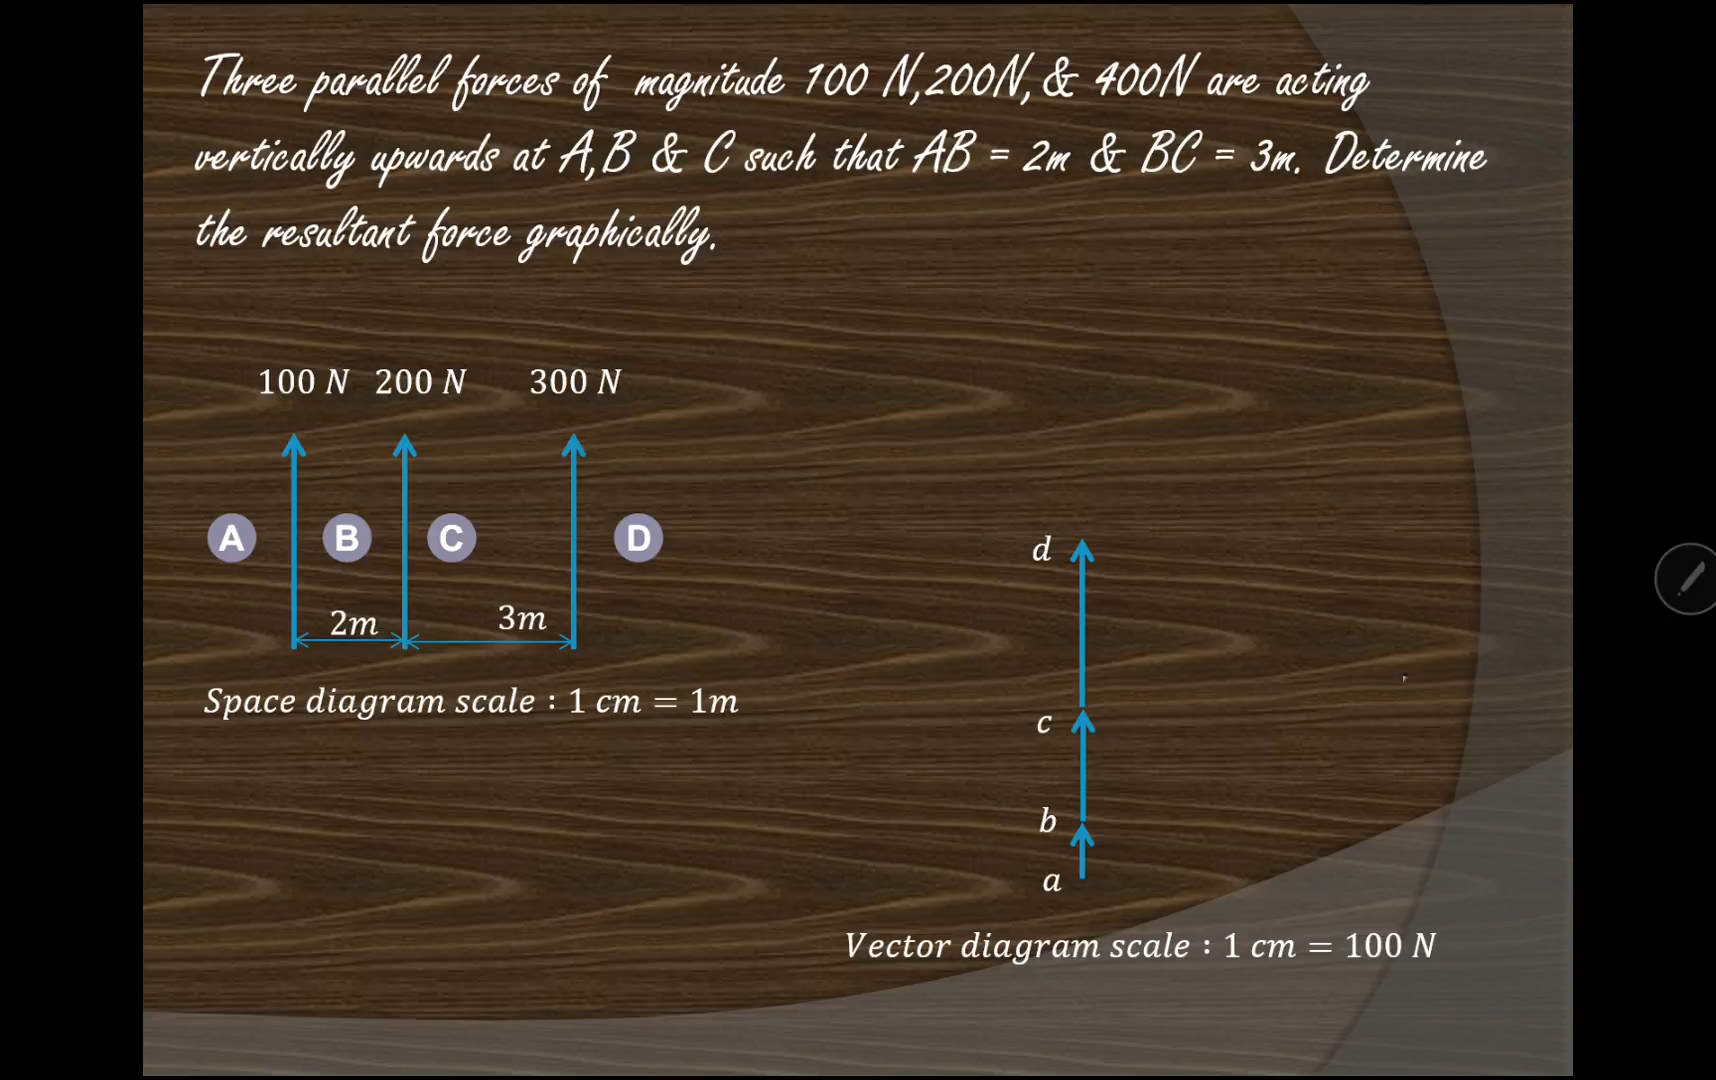 Three parallel forces of magnitude 100 N,200N, & 400N are acting
vertically upwards at A,B & C such that AB = 2m & BC = 3m. Determine
the resultant force graphically.
100 N 200 N 300 N
A B C D
2m 3m
Space diagram scale : 1 cm = 1m
d
c
b
a
Vector diagram scale : 1 cm = 100 N